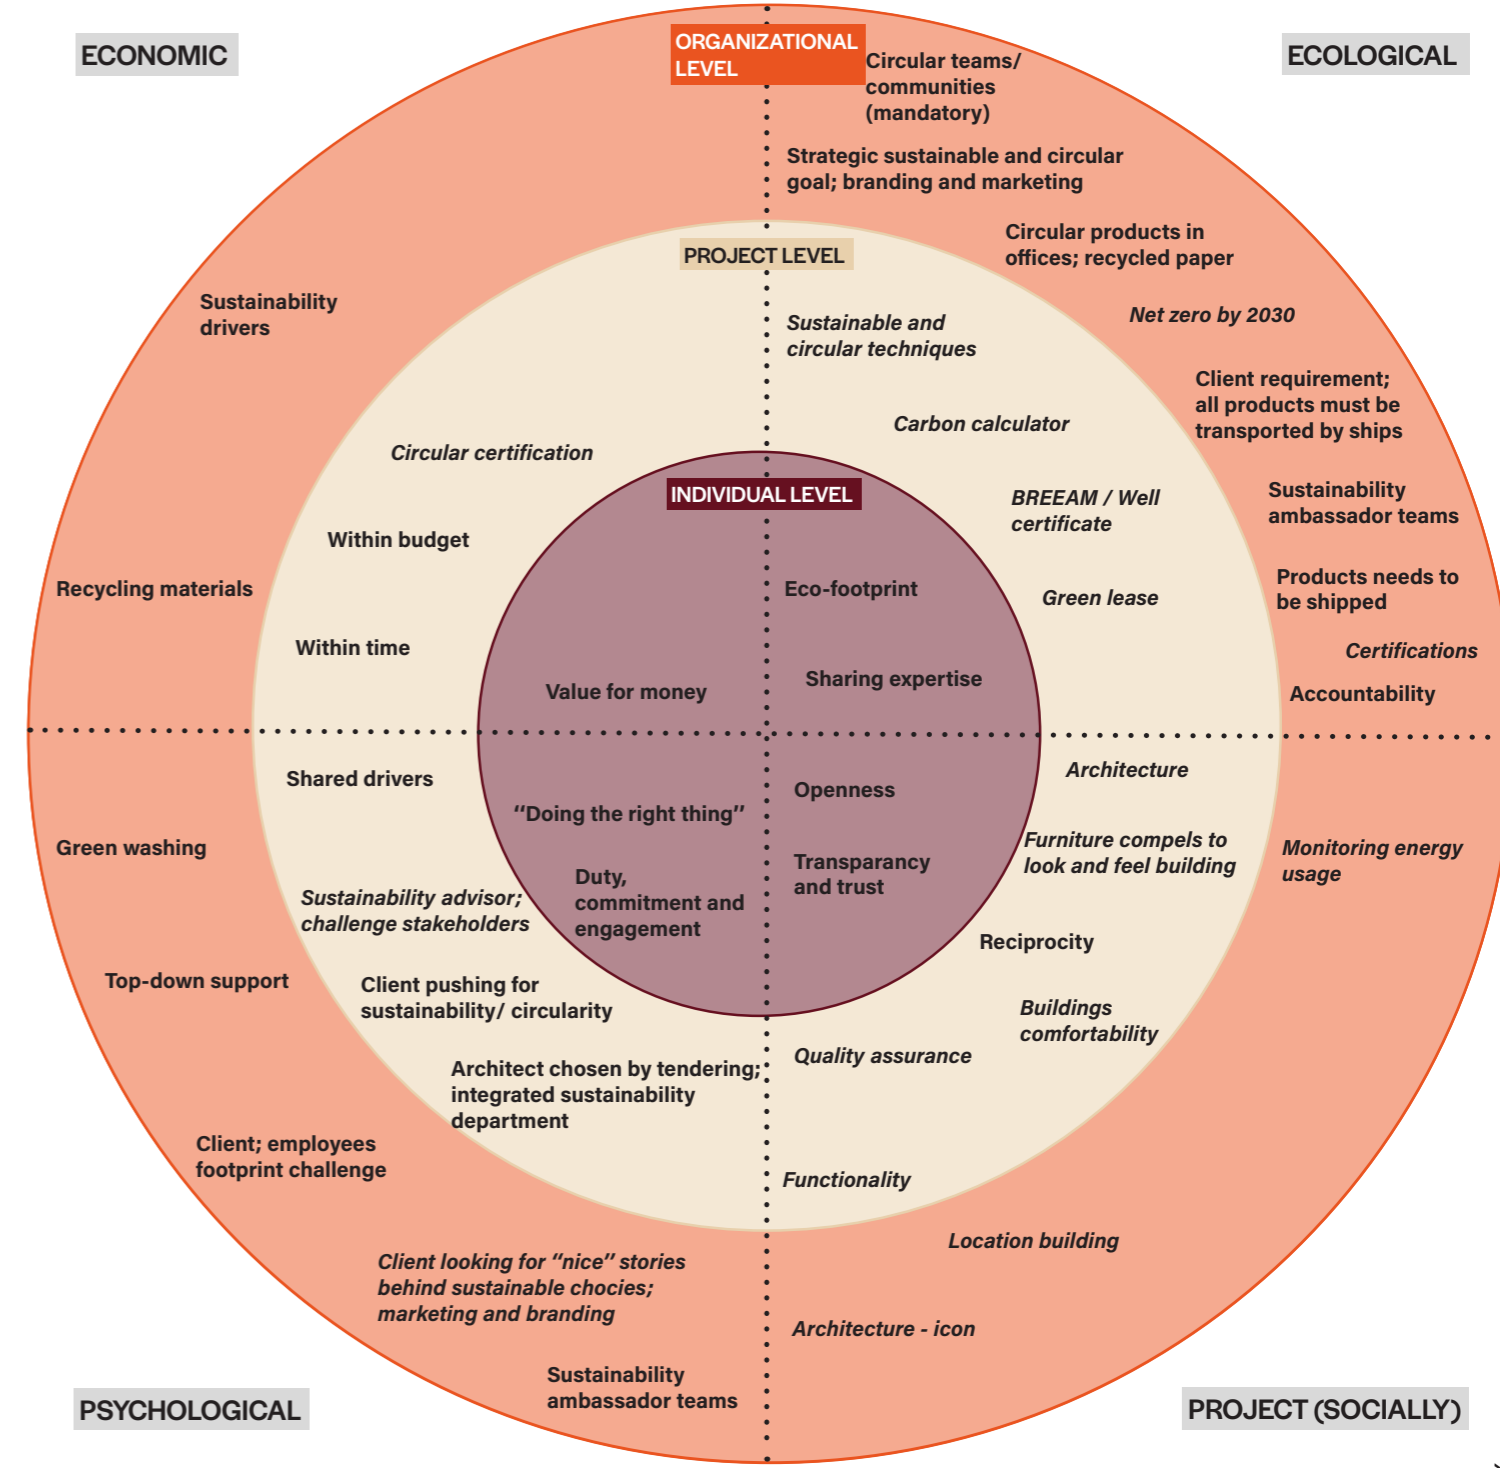 ECONOMIC
ECOLOGICAL
ORGANIZATIONAL
LEVEL
Circular teams/
communities
(mandatory)
Strategic sustainable and circular
goal; branding and marketing
Circular products in
offices; recycled paper
Net zero by 2030
Client requirement;
all products must be
transported by ships
Sustainability
ambassador teams
Products needs to
be shipped
Certifications
Accountability
Sustainability
drivers
Recycling materials
PROJECT LEVEL
Sustainable and
circular techniques
Carbon calculator
BREEAM / Well
certificate
Green lease
Circular certification
Within budget
Within time
INDIVIDUAL LEVEL
Eco-footprint
Sharing expertise
Value for money
"Doing the right thing"
Duty,
commitment and
engagement
Openness
Transparancy
and trust
Shared drivers
Sustainability advisor;
challenge stakeholders
Client pushing for
sustainability/ circularity
Architect chosen by tendering;
integrated sustainability
department
Architecture
Furniture compels to
look and feel building
Reciprocity
Buildings
comfortability
Quality assurance
Functionality
Green washing
Top-down support
Client; employees
footprint challenge
Client looking for "nice" stories
behind sustainable chocies;
marketing and branding
Sustainability
ambassador teams
Monitoring energy
usage
Location building
Architecture - icon
PSYCHOLOGICAL
PROJECT (SOCIALLY)